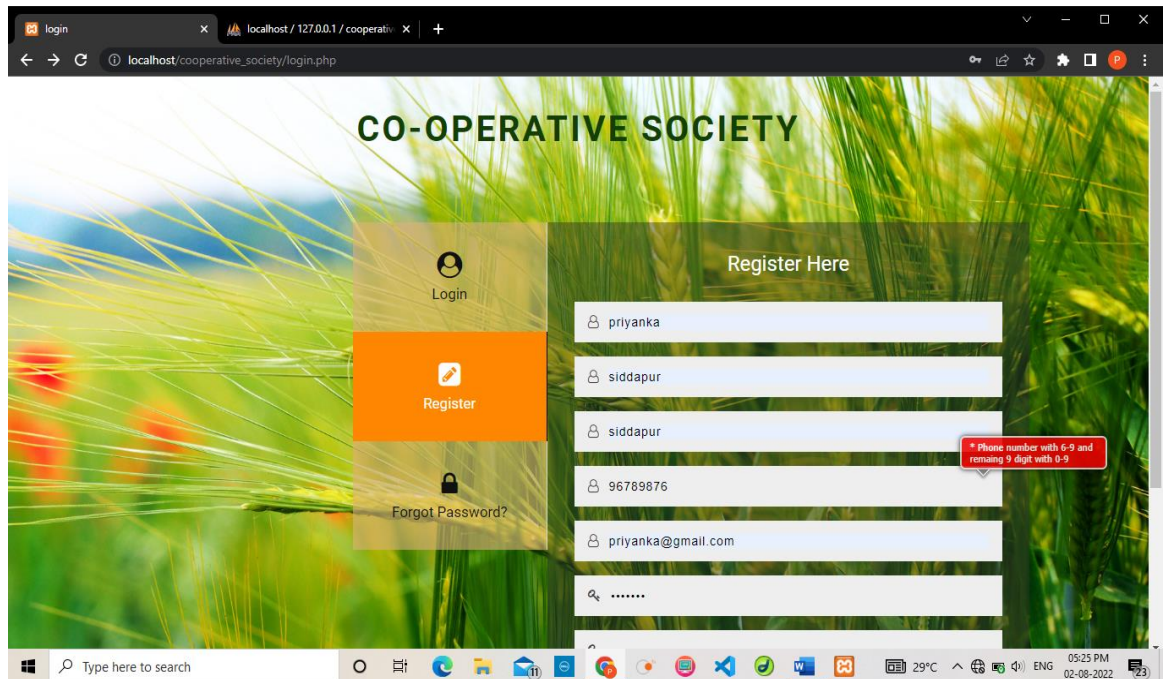 login
localhost / 127.0.0.1 / cooperativ
localhost/cooperative_society/login.php
P
CO-OPERATIVE SOCIETY
Login
Register
Forgot Password?
Register Here
priyanka
siddapur
siddapur
* Phone number with 6-9 and
remaing 9 digit with 0-9
96789876
priyanka@gmail.com
Type here to search
11
29°C
ENG
05:25 PM
02-08-2022
23